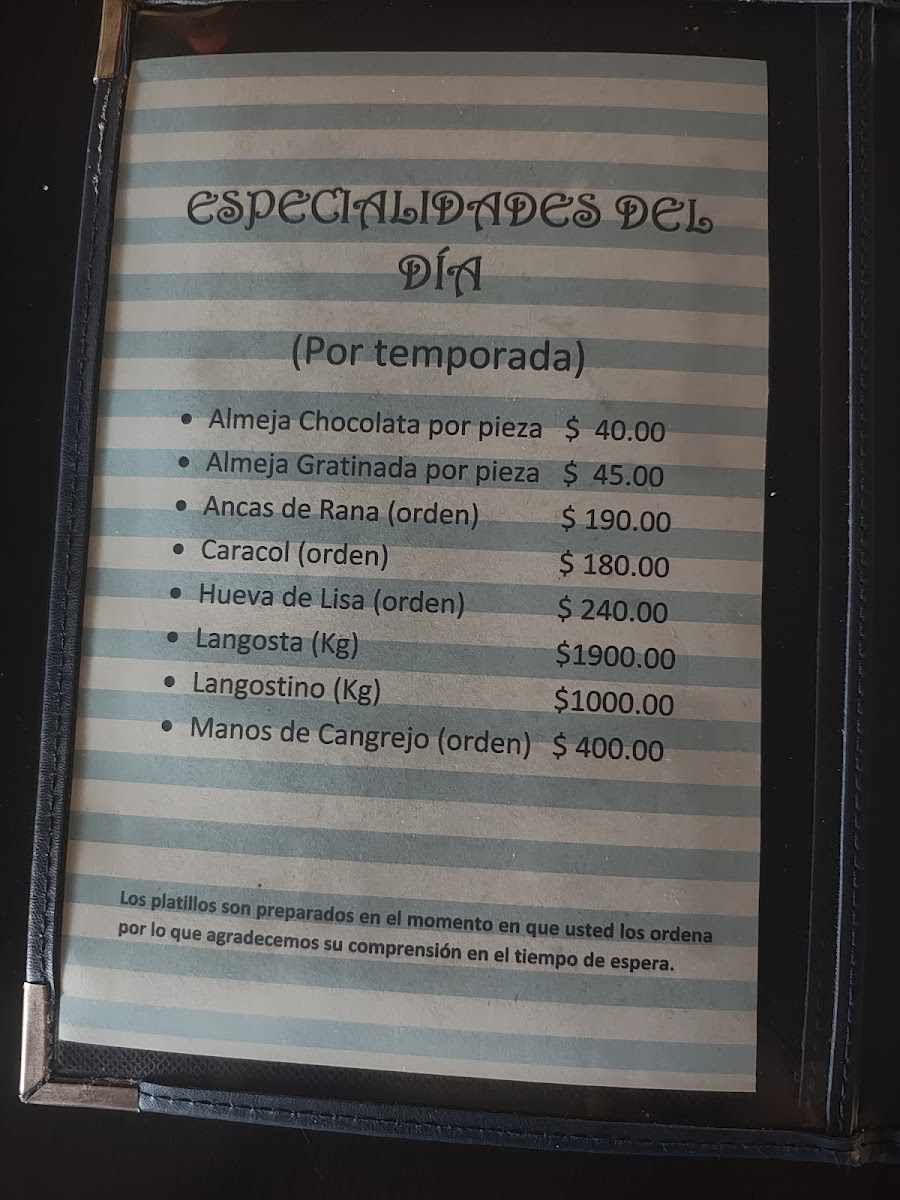 ESPECIALIDADES DEL
DÍA
(Por temporada)
• Almeja Chocolata por pieza $ 40.00
• Almeja Gratinada por pieza $ 45.00
• Ancas de Rana (orden) $ 190.00
• Caracol (orden) $ 180.00
• Hueva de Lisa (orden) $ 240.00
• Langosta (Kg) $1900.00
• Langostino (Kg) $1000.00
• Manos de Cangrejo (orden) $ 400.00
Los platillos son preparados en el momento en que usted los ordena
por lo que agradecemos su comprensión en el tiempo de espera.